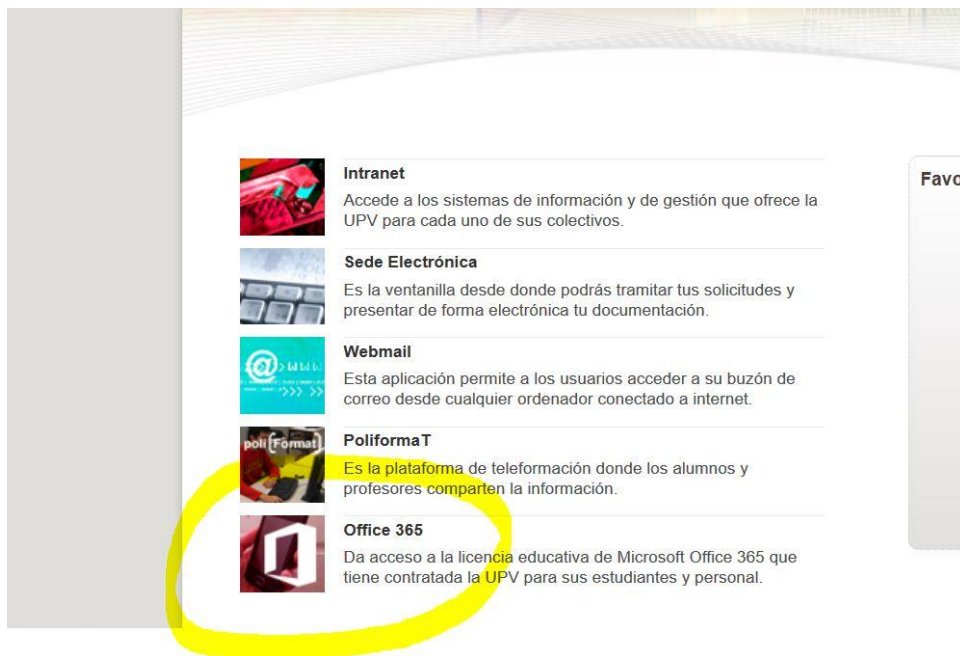 Intranet
Accede a los sistemas de información y de gestión que ofrece la
UPV para cada uno de sus colectivos.
Favo
Sede Electrónica
Es la ventanilla desde donde podrás tramitar tus solicitudes y
presentar de forma electrónica tu documentación.
@ WWW
Webmail
Esta aplicación permite a los usuarios acceder a su buzón de
correo desde cualquier ordenador conectado a internet.
poli[Format]
PoliformaT
Es la plataforma de teleformación donde los alumnos y
profesores comparten la información.
Office 365
Da acceso a la licencia educativa de Microsoft Office 365 que
tiene contratada la UPV para sus estudiantes y personal.